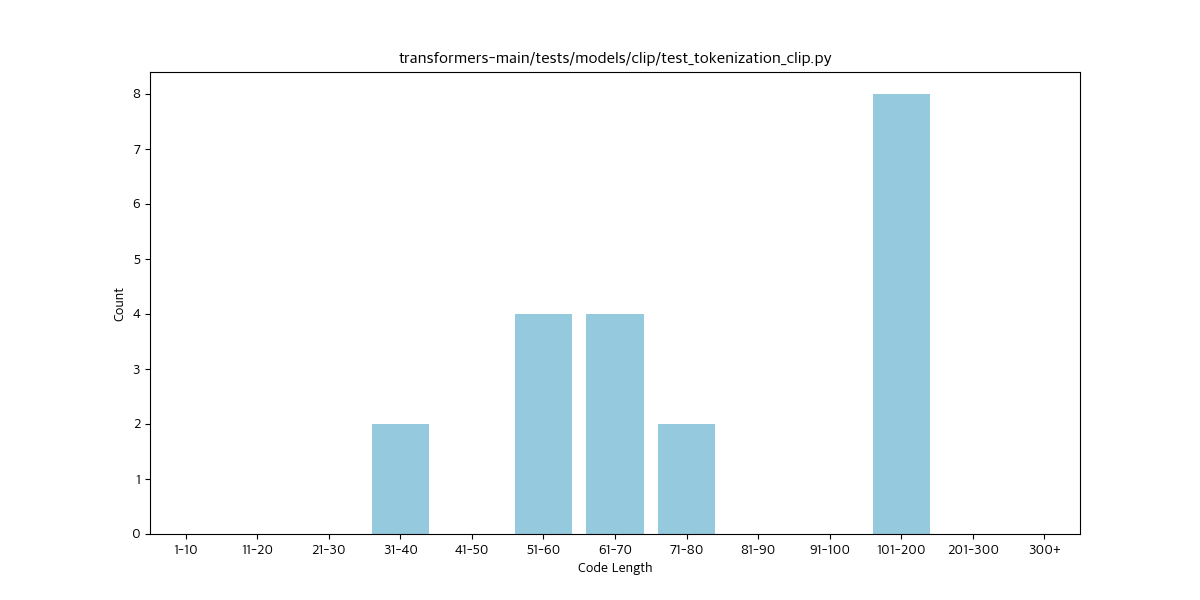 transformers-main/tests/models/clip/test_tokenization_clip.py
8
7
6
5
4
3
2
1
0
Count
1-10 11-20 21-30 31-40 41-50 51-60 61-70 71-80 81-90 91-100 101-200 201-300 300+
Code Length